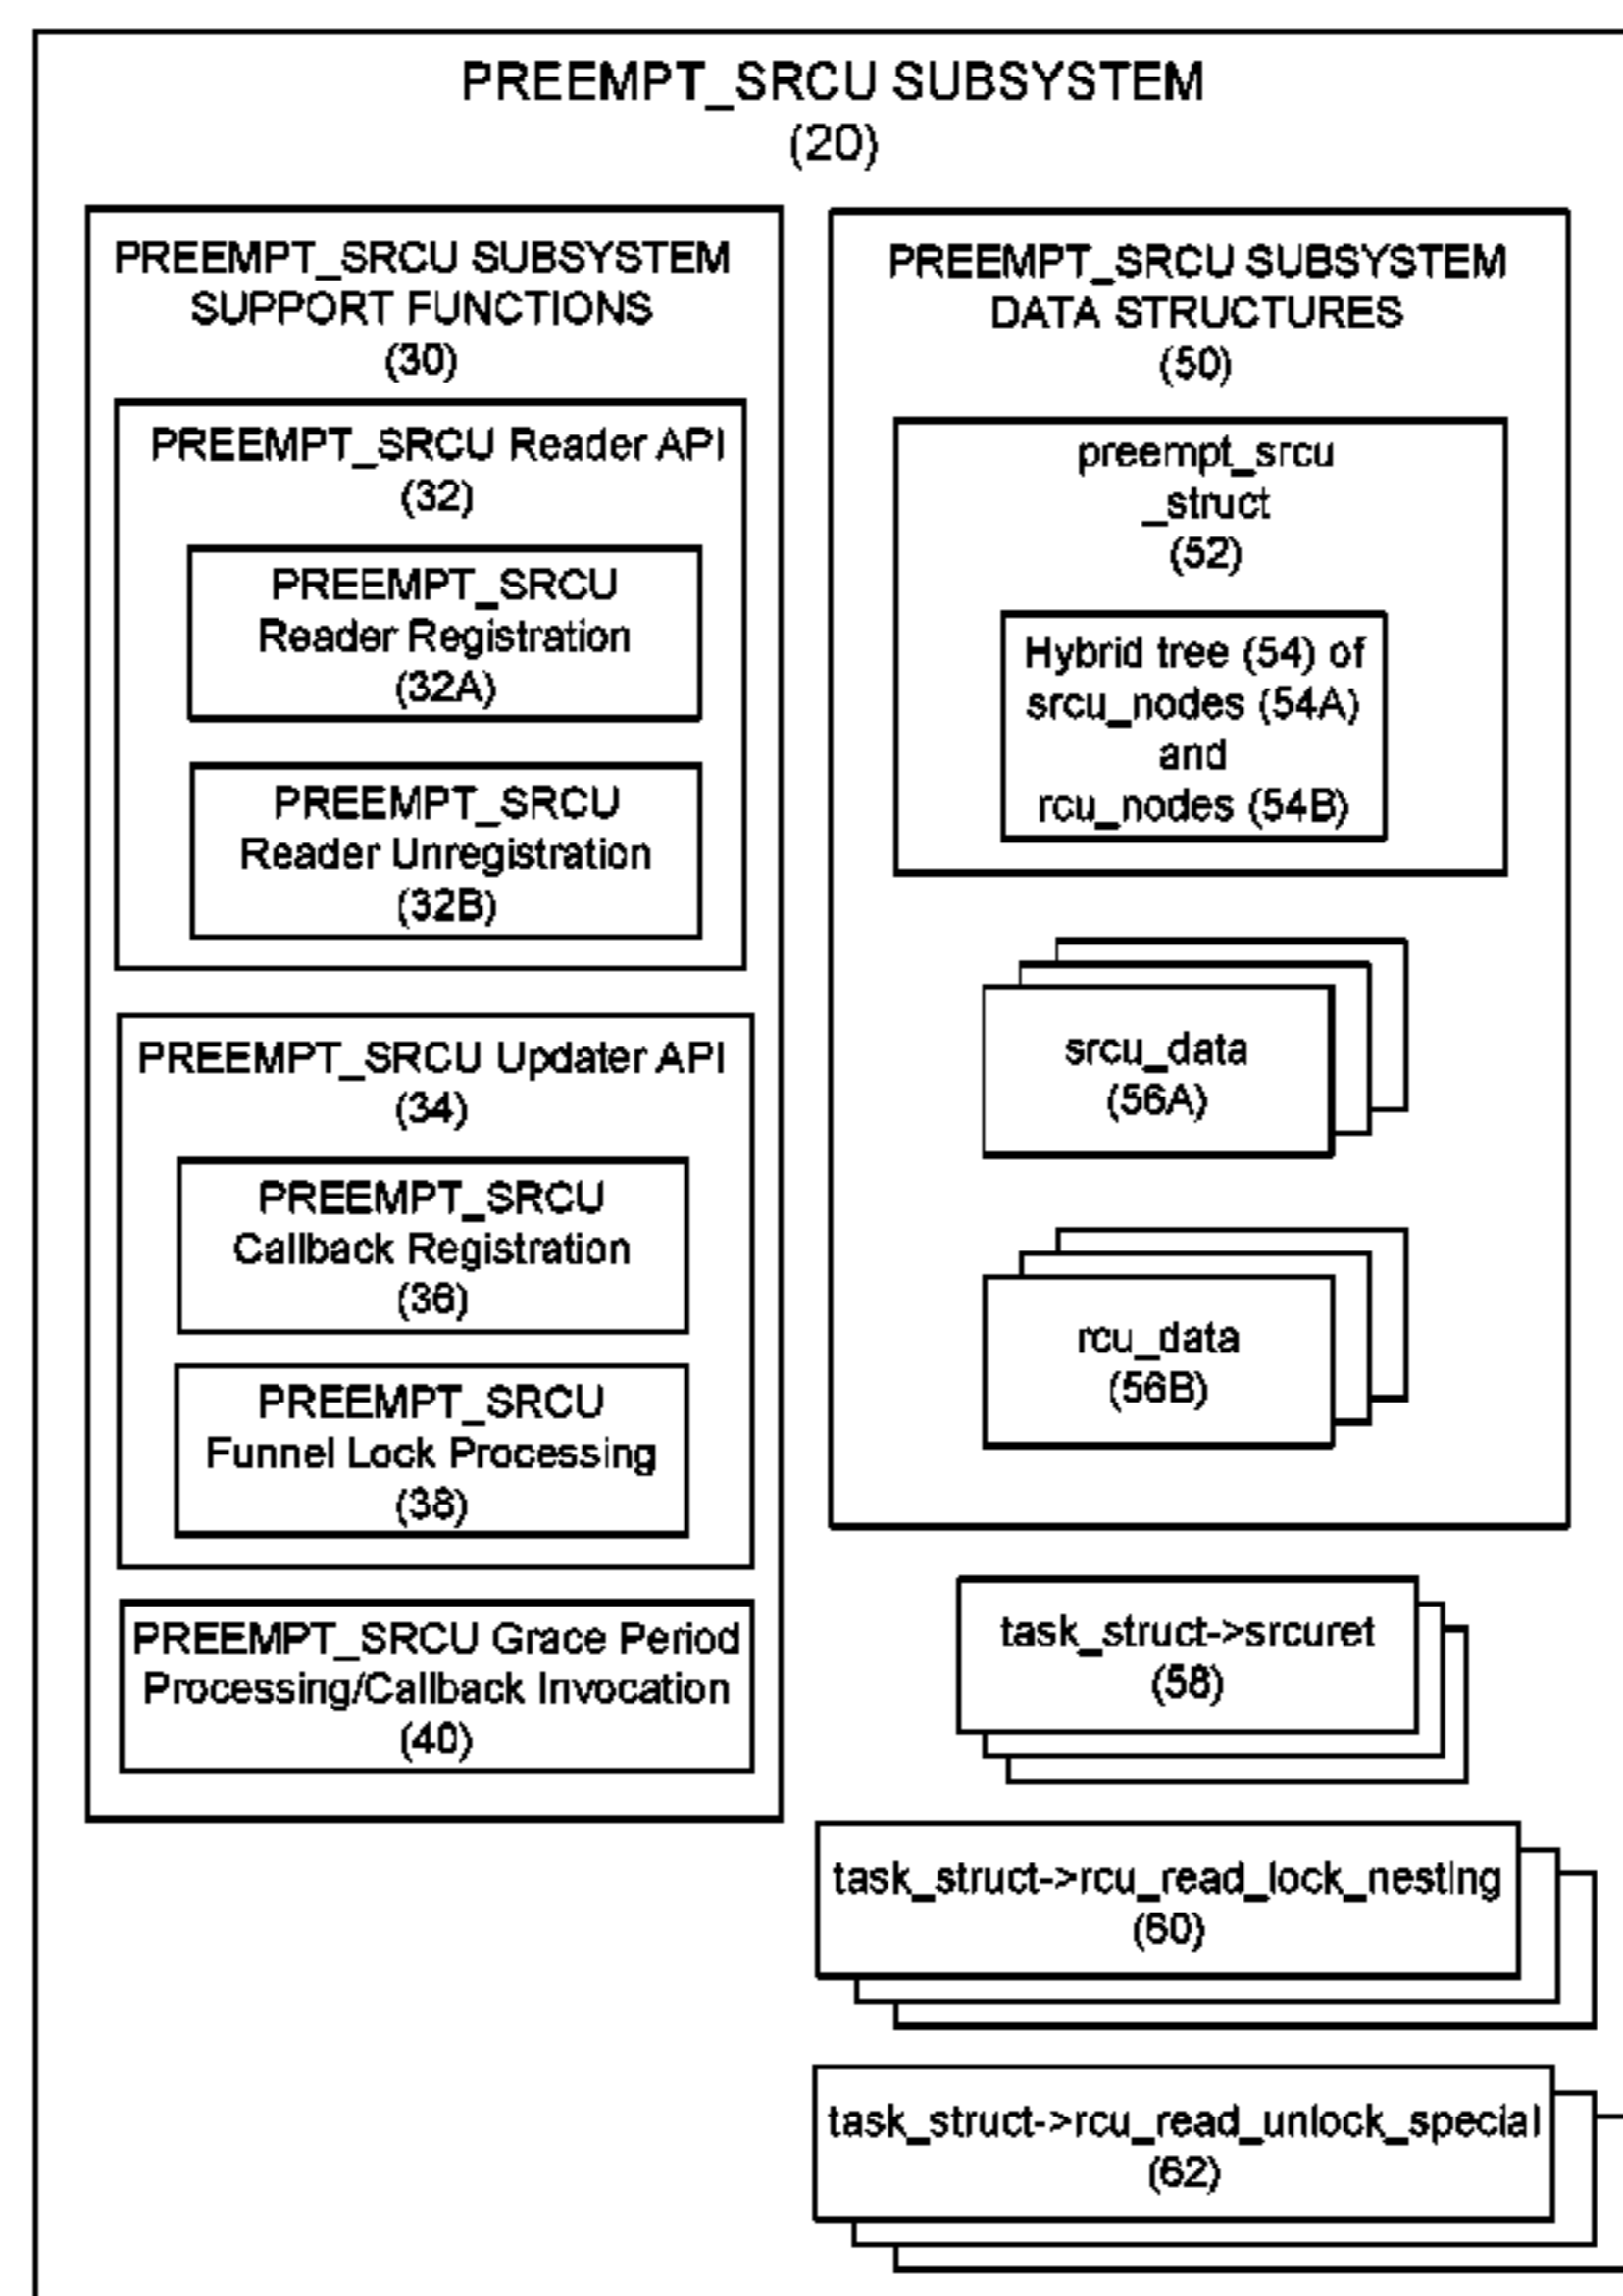 PREEMPT_SRCU SUBSYSTEM
(20)
PREEMPT_SRCU SUBSYSTEM
SUPPORT FUNCTIONS
(30)
PREEMPT_SRCU Reader API
(32)
PREEMPT_SRCU
Reader Registration
(32A)
PREEMPT_SRCU
Reader Unregistration
(32B)
PREEMPT_SRCU Updater API
(34)
PREEMPT_SRCU
Callback Registration
(36)
PREEMPT_SRCU
Funnel Lock Processing
(38)
PREEMPT_SRCU Grace Period
Processing/Callback Invocation
(40)
PREEMPT_SRCU SUBSYSTEM
DATA STRUCTURES
(50)
preempt_srcu
_struct
(52)
Hybrid tree (54) of
srcu_nodes (54A)
and
rcu_nodes (54B)
srcu_data
(56A)
rcu_data
(56B)
task_struct->srcuret
(58)
task_struct->rcu_read_lock_nesting
(60)
task_struct->rcu_read_unlock_special
(62)